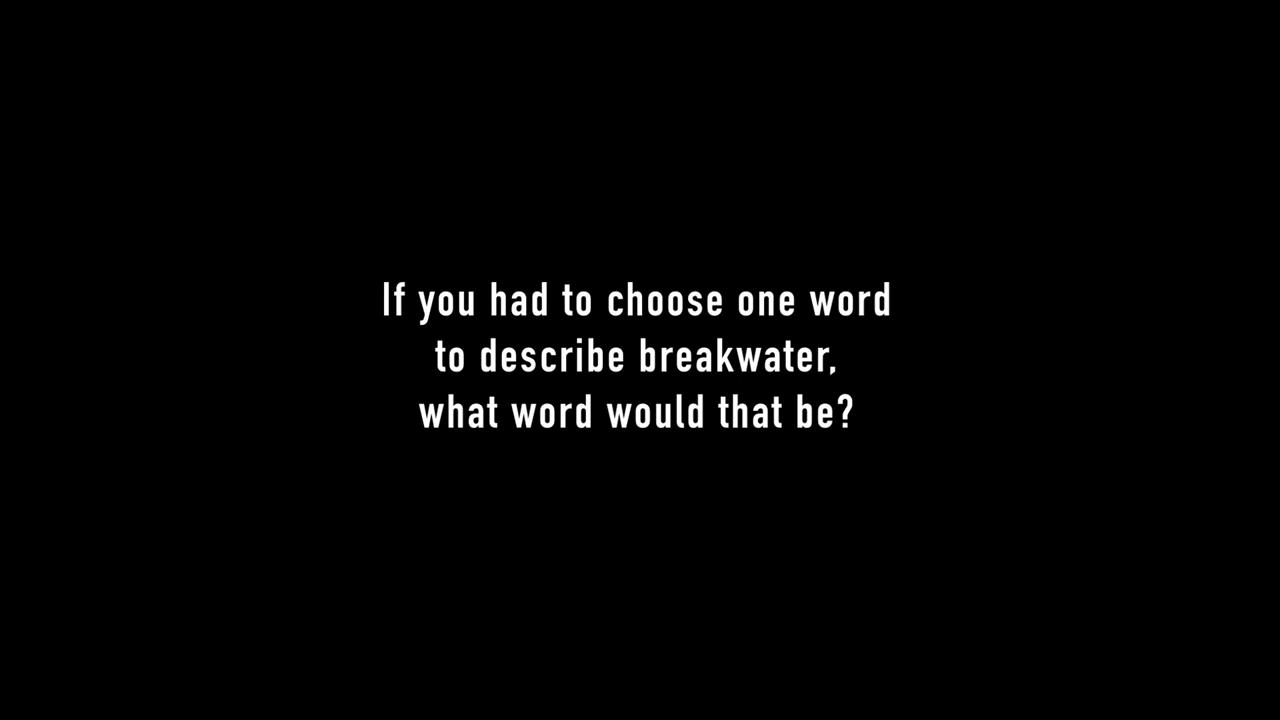 If you had to choose one word
to describe breakwater,
what word would that be?